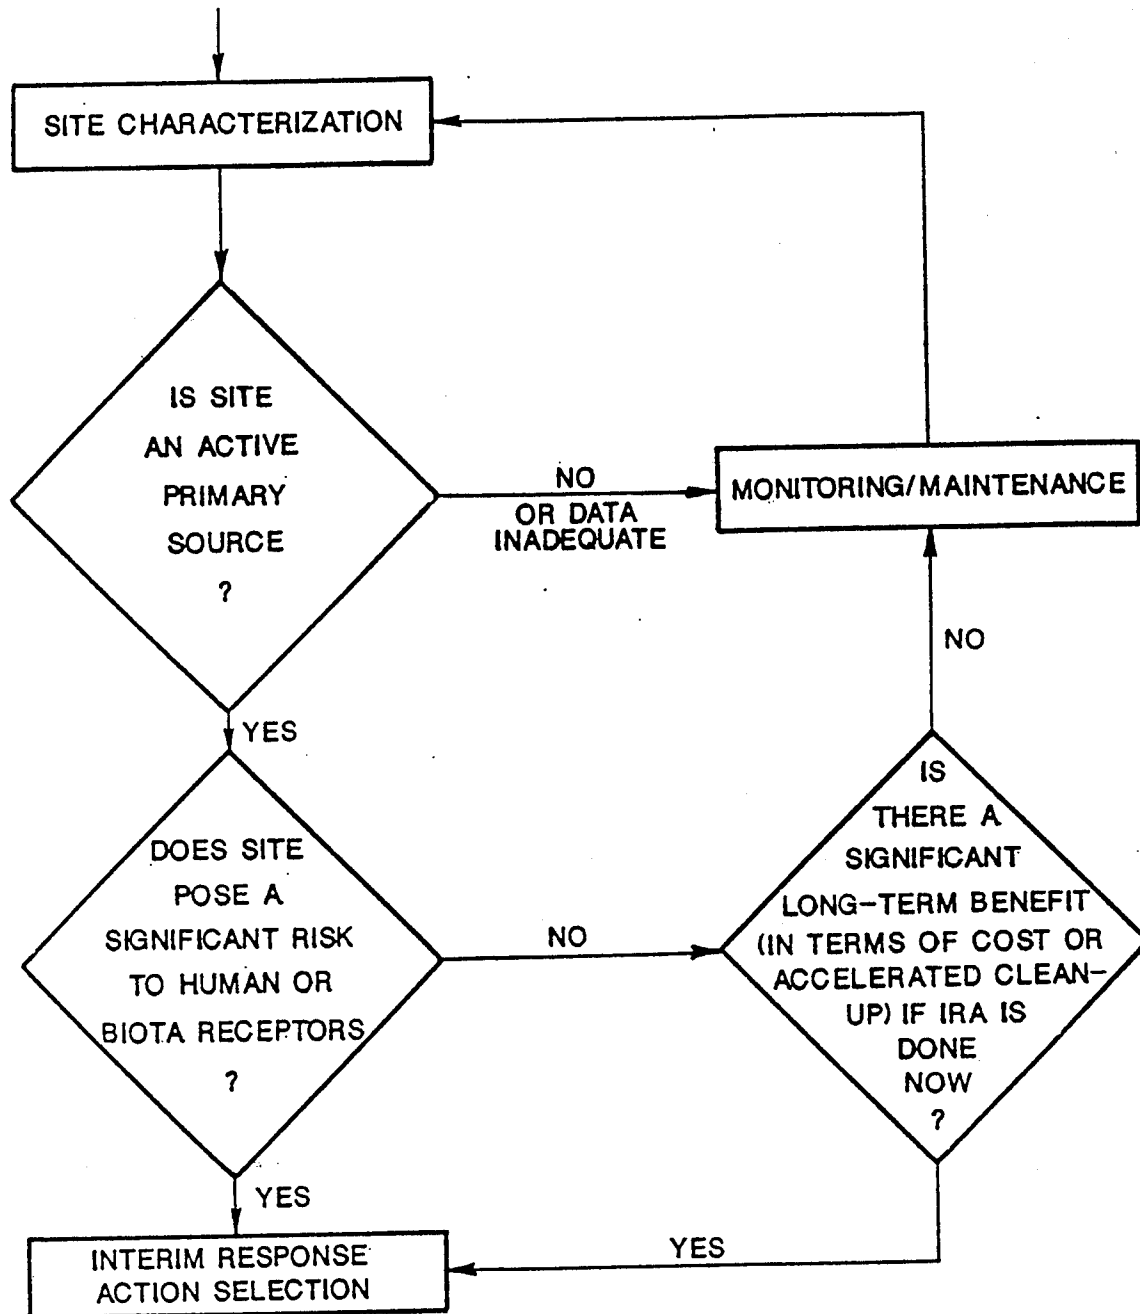 SITE CHARACTERIZATION
IS SITE
AN ACTIVE
PRIMARY
SOURCE
?
NO
OR DATA
INADEQUATE
MONITORING/MAINTENANCE
NO
YES
DOES SITE
POSE A
SIGNIFICANT RISK
TO HUMAN OR
BIOTA RECEPTORS
?
NO
IS
THERE A
SIGNIFICANT
LONG-TERM BENEFIT
(IN TERMS OF COST OR
ACCELERATED CLEAN-
UP) IF IRA IS
DONE
NOW
?
YES
YES
INTERIM RESPONSE
ACTION SELECTION